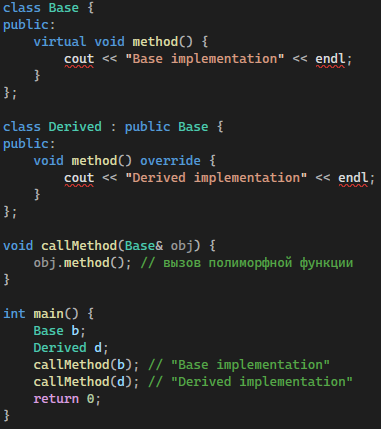 class Base {
public:
    virtual void method() {
        cout << "Base implementation" << endl;
    }
};

class Derived : public Base {
public:
    void method() override {
        cout << "Derived implementation" << endl;
    }
};

void callMethod(Base& obj) {
    obj.method(); // вызов полиморфной функции
}

int main() {
    Base b;
    Derived d;
    callMethod(b); // "Base implementation"
    callMethod(d); // "Derived implementation"
    return 0;
}